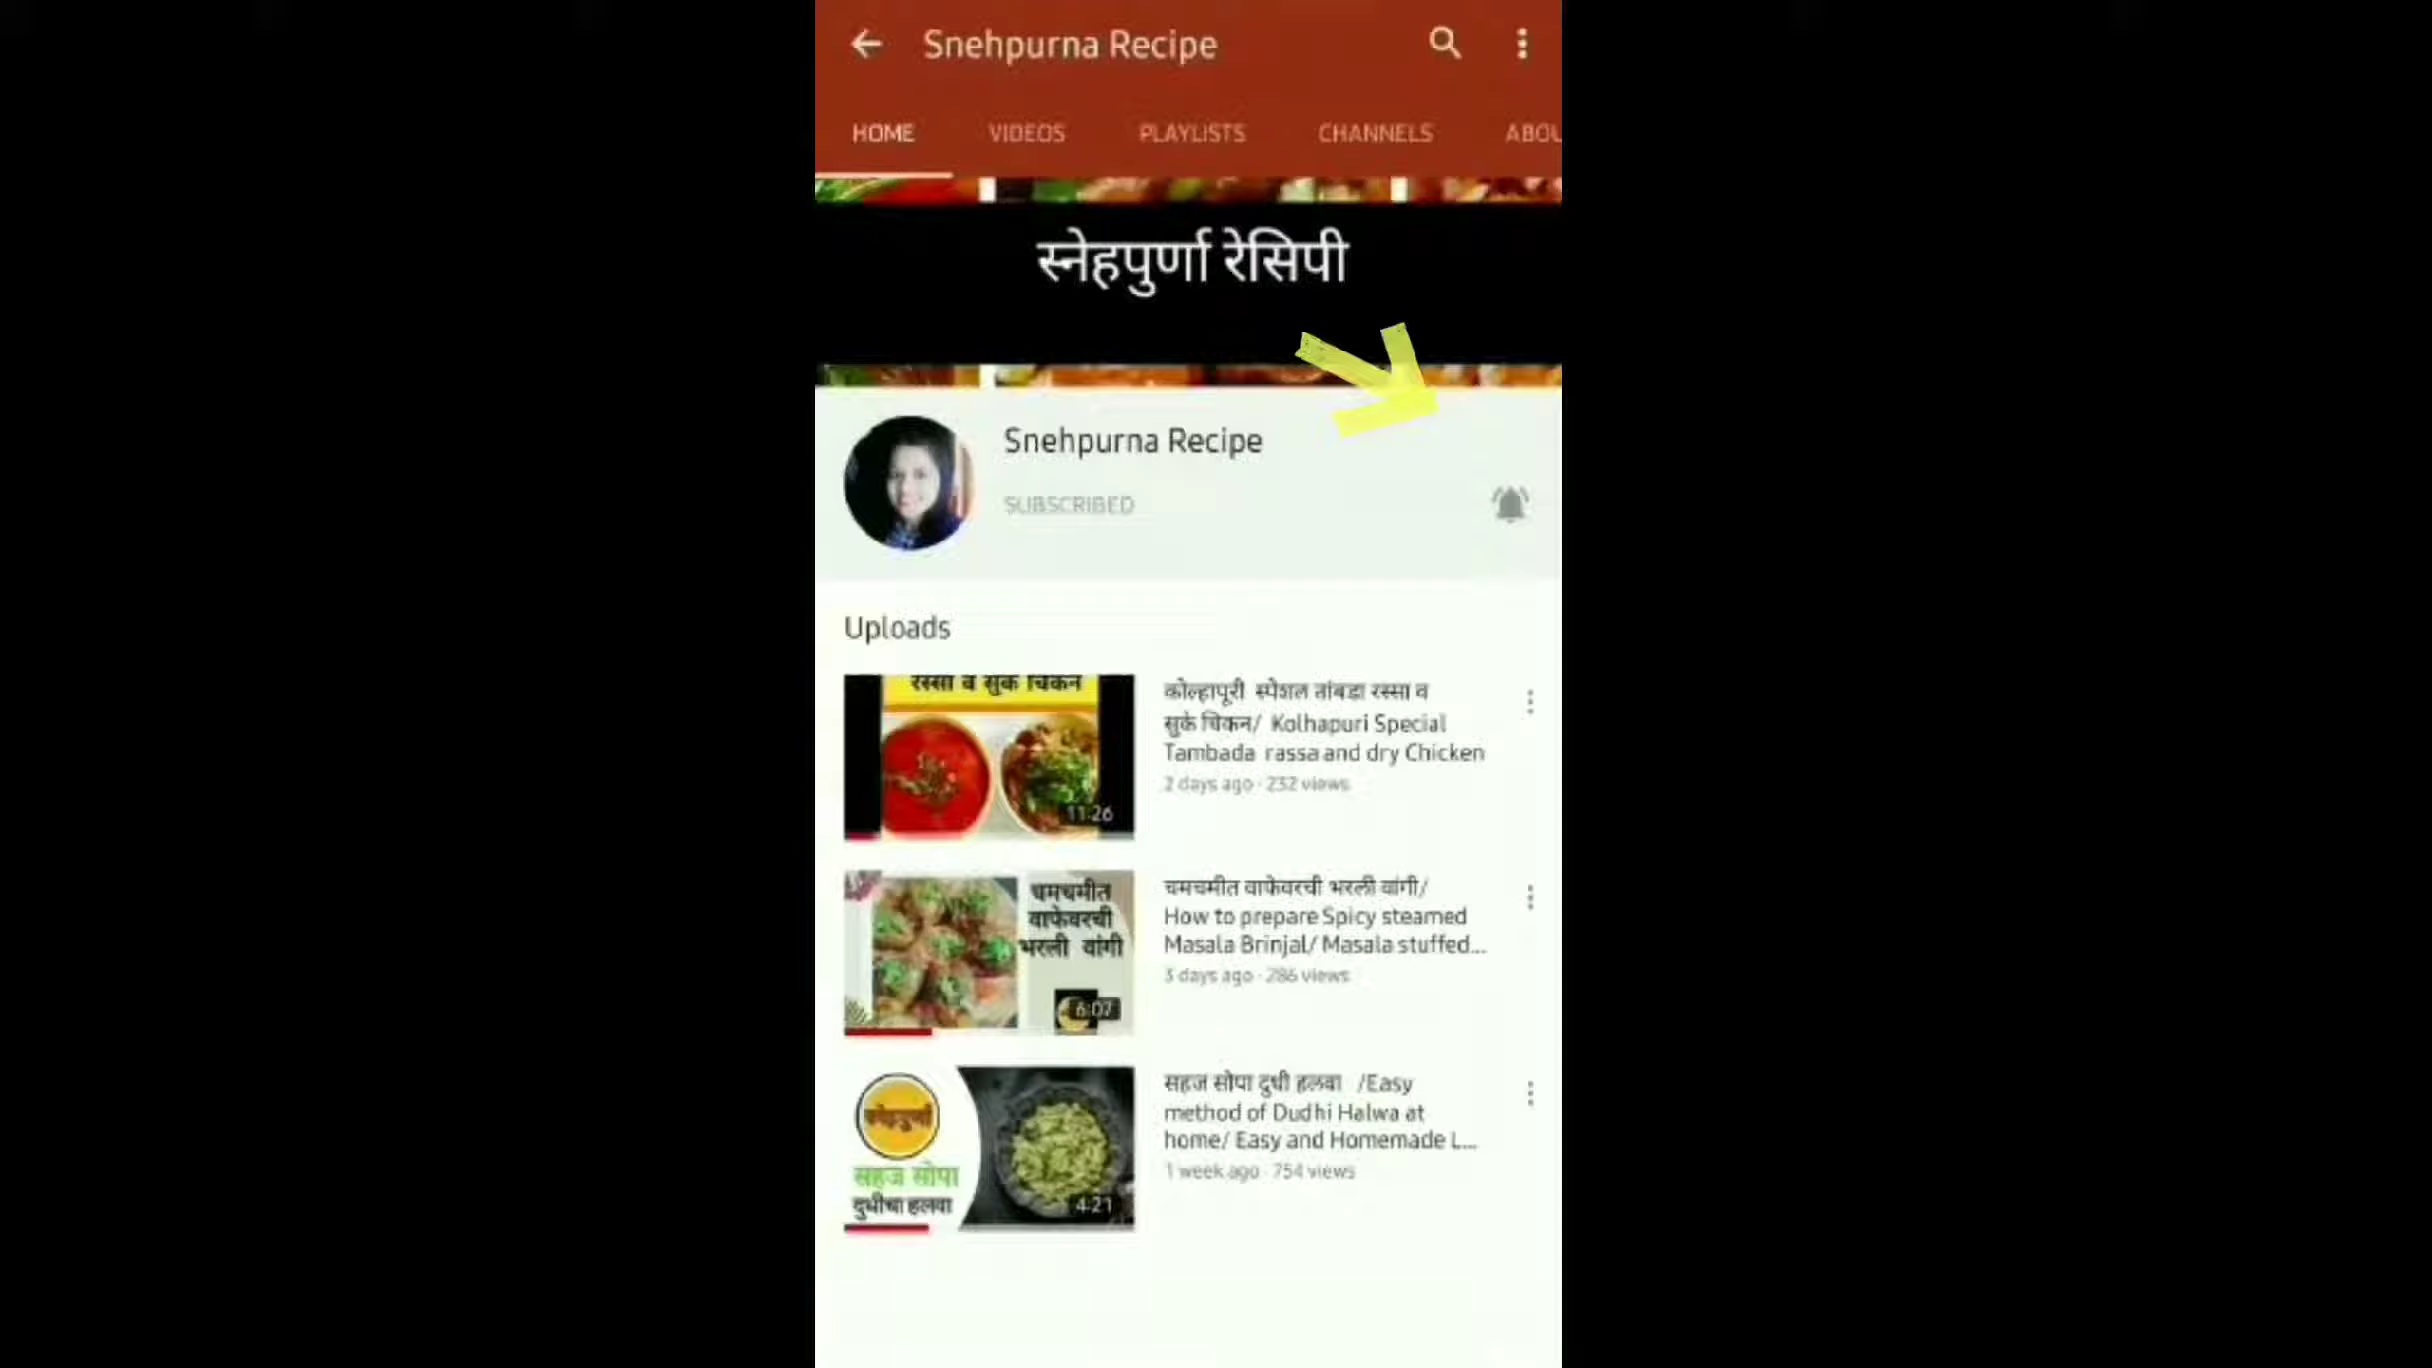 Snehpurna Recipe
HOME VIDEOS PLAYLISTS CHANNELS ABOU
स्नेहपुर्णा रेसिपी
Snehpurna Recipe
SUBSCRIBED
Uploads
रस्सा व सुक चिकन
11:26
कोल्हापूरी स्पेशल तांबडा रस्सा व
सुके चिकन/ Kolhapuri Special
Tambada rassa and dry Chicken
2 days ago · 232 views
चमचमीत
वाफेवरची
भरली वांगी
6:07
चमचमीत वाफेवरची भरली वांगी/
How to prepare Spicy steamed
Masala Brinjal/ Masala stuffed...
3 days ago · 286 views
सहज सोपा
दुधीचा हलवा
4:21
सहज सोपा दुधी हलवा /Easy
method of Dudhi Halwa at
home/ Easy and Homemade L...
1 week ago · 754 views